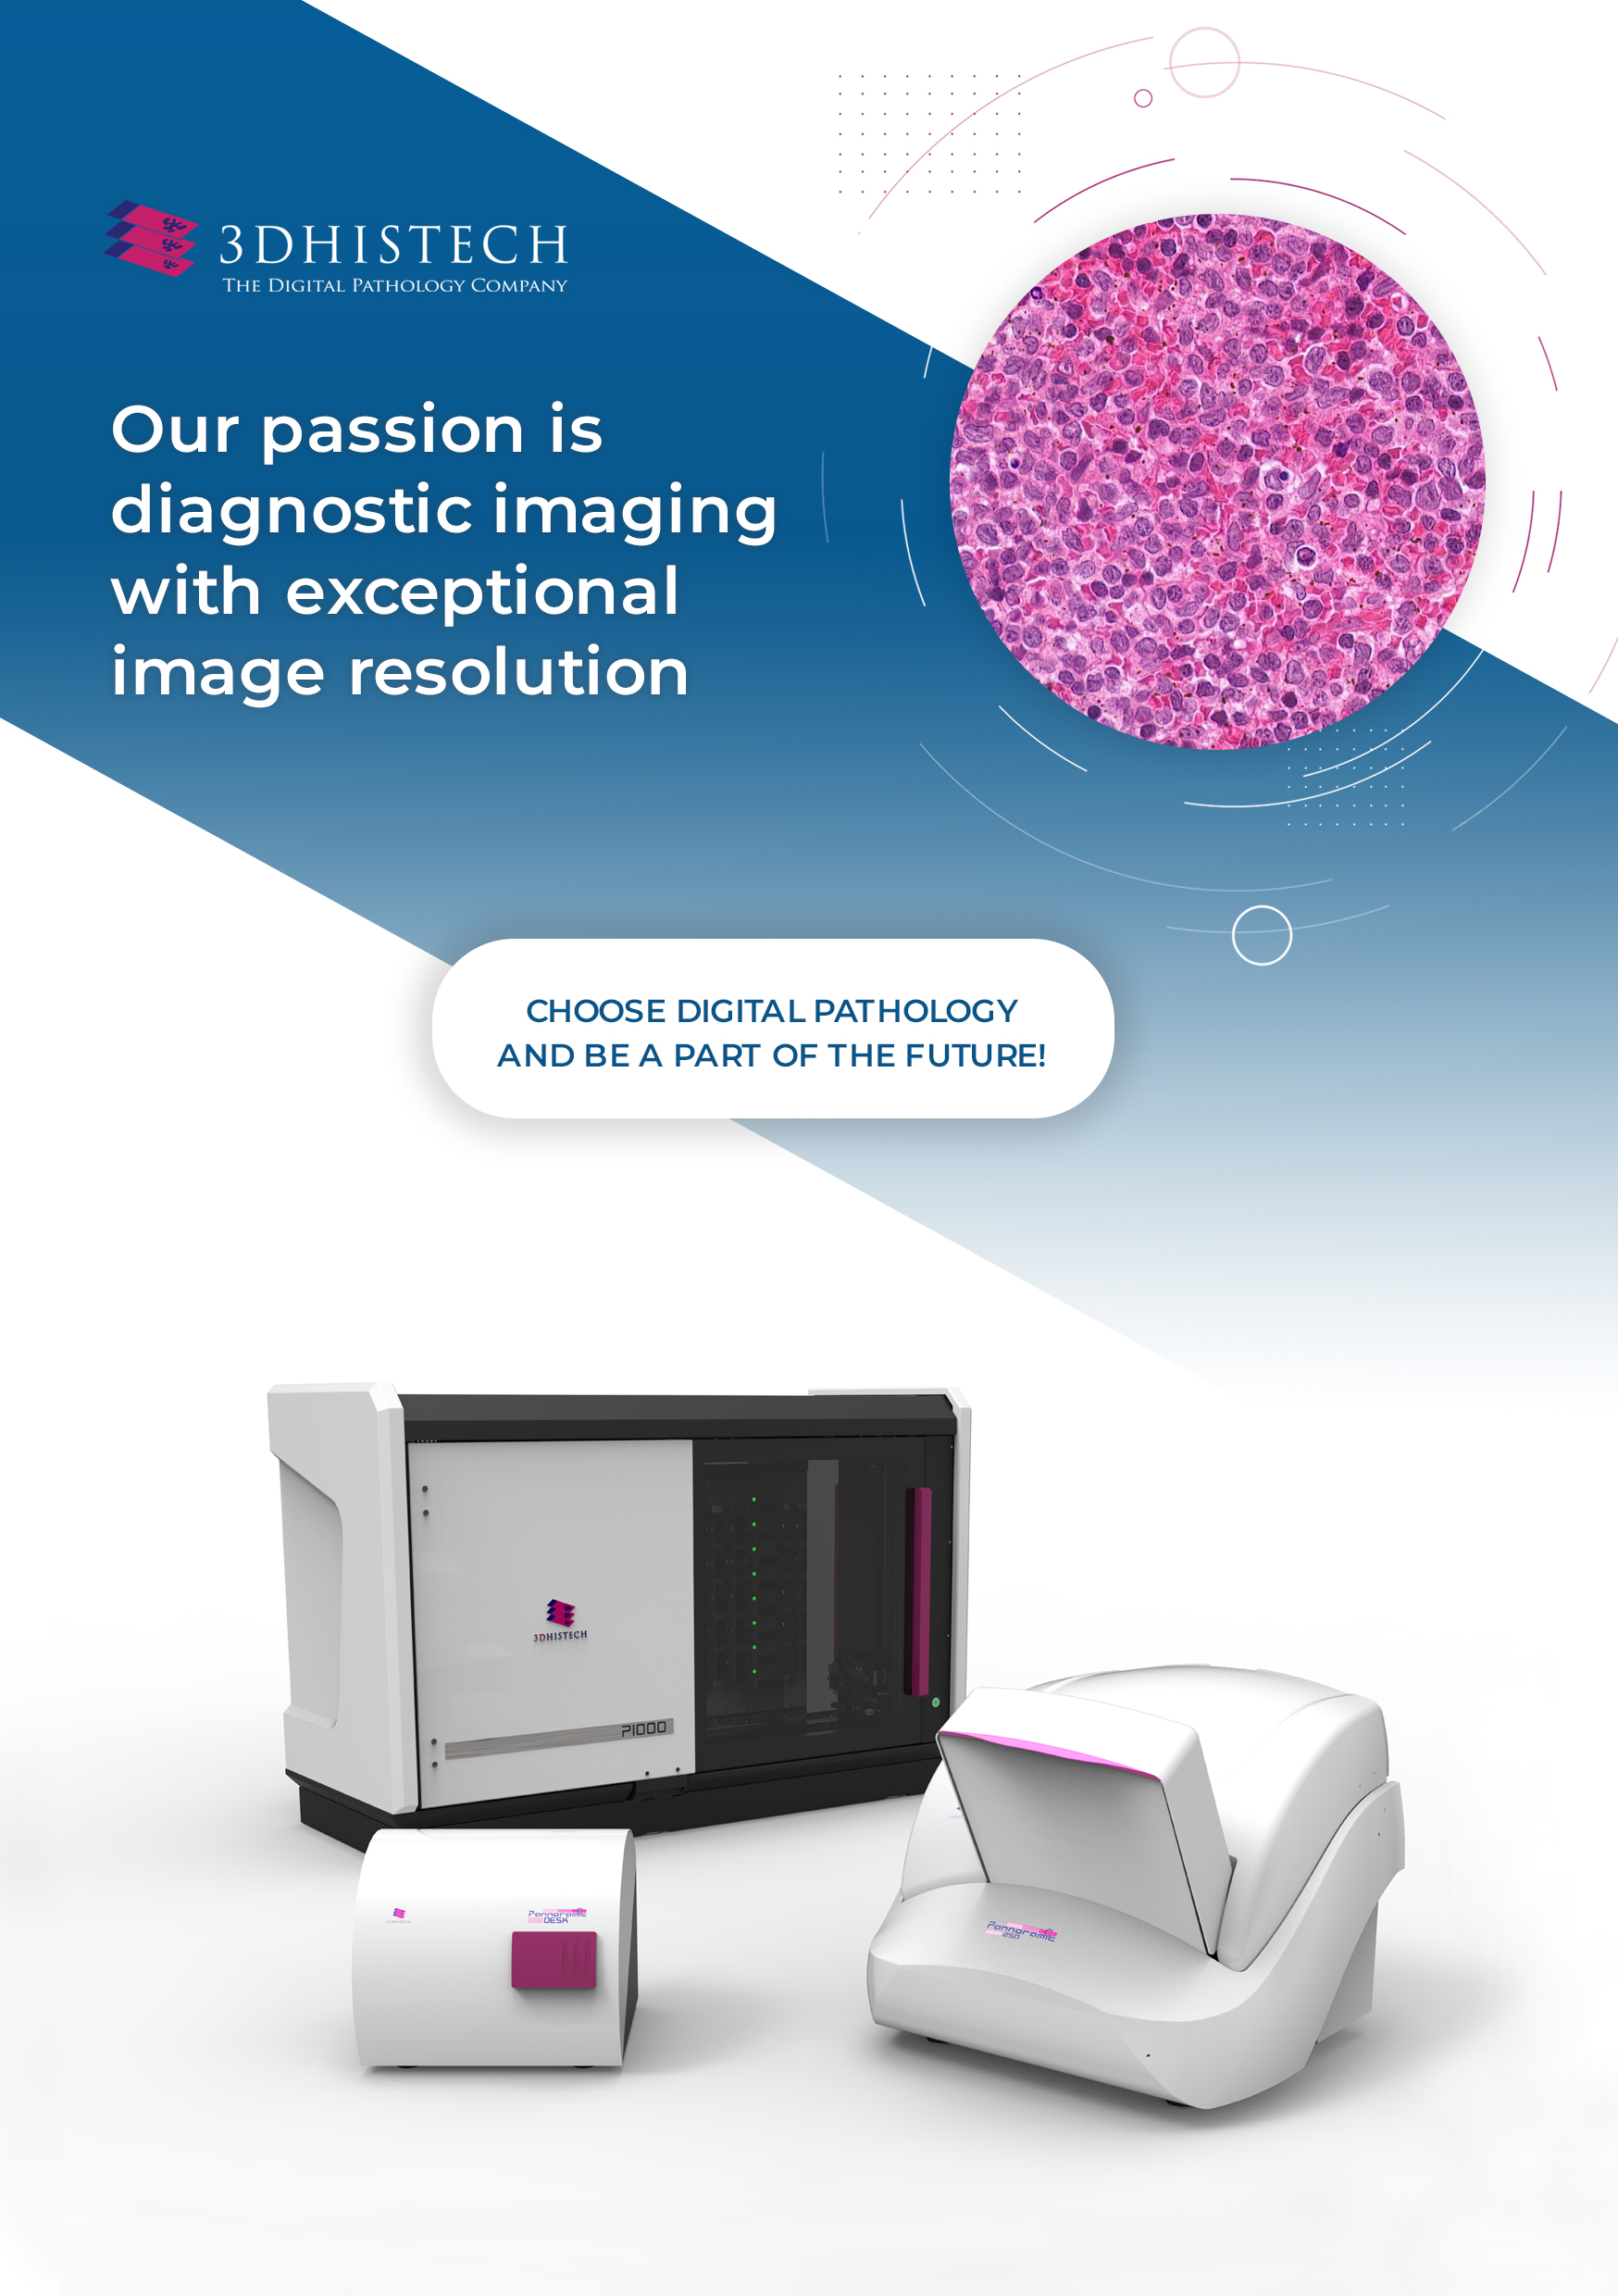 3DHISTECH
THE DIGITAL PATHOLOGY COMPANY
Our passion is
diagnostic imaging
with exceptional
image resolution
CHOOSE DIGITAL PATHOLOGY
AND BE A PART OF THE FUTURE!
3DHISTECH
P1000
3DHISTECH
Pannoramic
DESK
Pannoramic
250